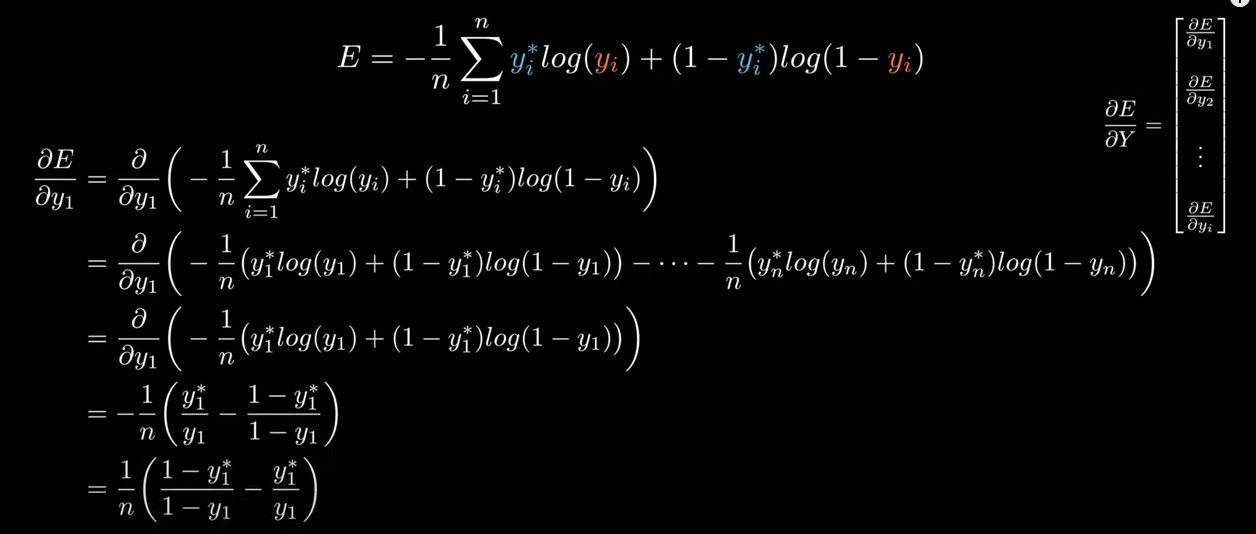 E = -\frac{1}{n} \sum_{i=1}^{n} y_i^* log(y_i) + (1 - y_i^*)log(1 - y_i)
\frac{\partial E}{\partial Y} = \begin{bmatrix} \frac{\partial E}{\partial y_1} \\ \frac{\partial E}{\partial y_2} \\ \vdots \\ \frac{\partial E}{\partial y_i} \end{bmatrix}
\frac{\partial E}{\partial y_1} = \frac{\partial}{\partial y_1} \left( -\frac{1}{n} \sum_{i=1}^{n} y_i^* log(y_i) + (1 - y_i^*)log(1 - y_i) \right)
= \frac{\partial}{\partial y_1} \left( -\frac{1}{n} (y_1^* log(y_1) + (1 - y_1^*)log(1 - y_1)) - \cdots - \frac{1}{n} (y_n^* log(y_n) + (1 - y_n^*)log(1 - y_n)) \right)
= \frac{\partial}{\partial y_1} \left( -\frac{1}{n} (y_1^* log(y_1) + (1 - y_1^*)log(1 - y_1)) \right)
= -\frac{1}{n} \left( \frac{y_1^*}{y_1} - \frac{1 - y_1^*}{1 - y_1} \right)
= \frac{1}{n} \left( \frac{1 - y_1^*}{1 - y_1} - \frac{y_1^*}{y_1} \right)